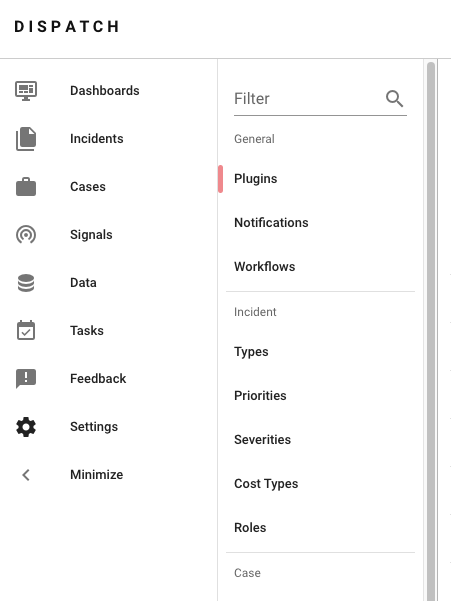 DISPATCH
Dashboards
Incidents
Cases
Signals
Data
Tasks
Feedback
Settings
Minimize
Filter
General
Plugins
Notifications
Workflows
Incident
Types
Priorities
Severities
Cost Types
Roles
Case